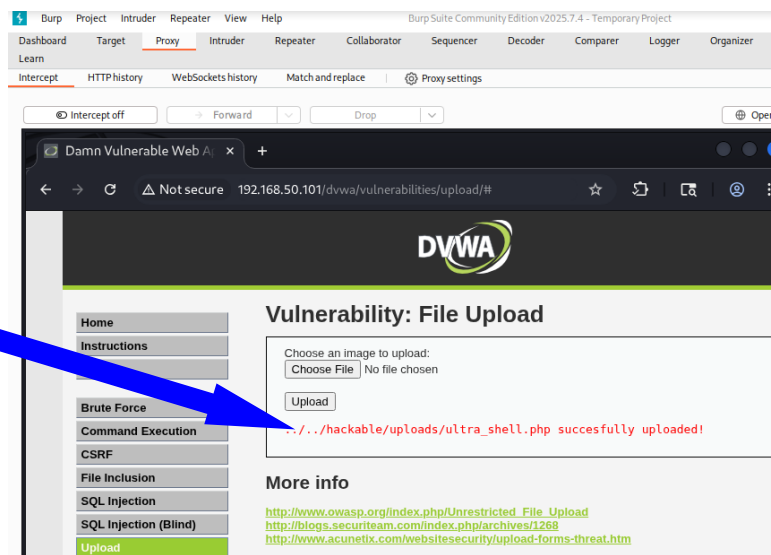 Burp Project Intruder Repeater View Help Burp Suite Community Edition v2025.7.4 - Temporary Project
Dashboard Target Proxy Intruder Repeater Collaborator Sequencer Decoder Comparer Logger Organizer
Learn
Intercept HTTP history WebSockets history Match and replace Proxy settings
Intercept off Forward Drop
Damn Vulnerable Web
Not secure 192.168.50.101/dvwa/vulnerabilities/upload/#
DVWA
Vulnerability: File Upload
Home
Instructions
Choose an image to upload:
Choose File No file chosen
Upload
Brute Force
../../hackable/uploads/ultra_shell.php succesfully uploaded!
Command Execution
CSRF
File Inclusion
More info
SQL Injection
http://www.owasp.org/index.php/Unrestricted_File_Upload
SQL Injection (Blind)
http://blogs.securiteam.com/index.php/archives/1268
http://www.acunetix.com/websitesecurity/upload-forms-threat.htm
Upload